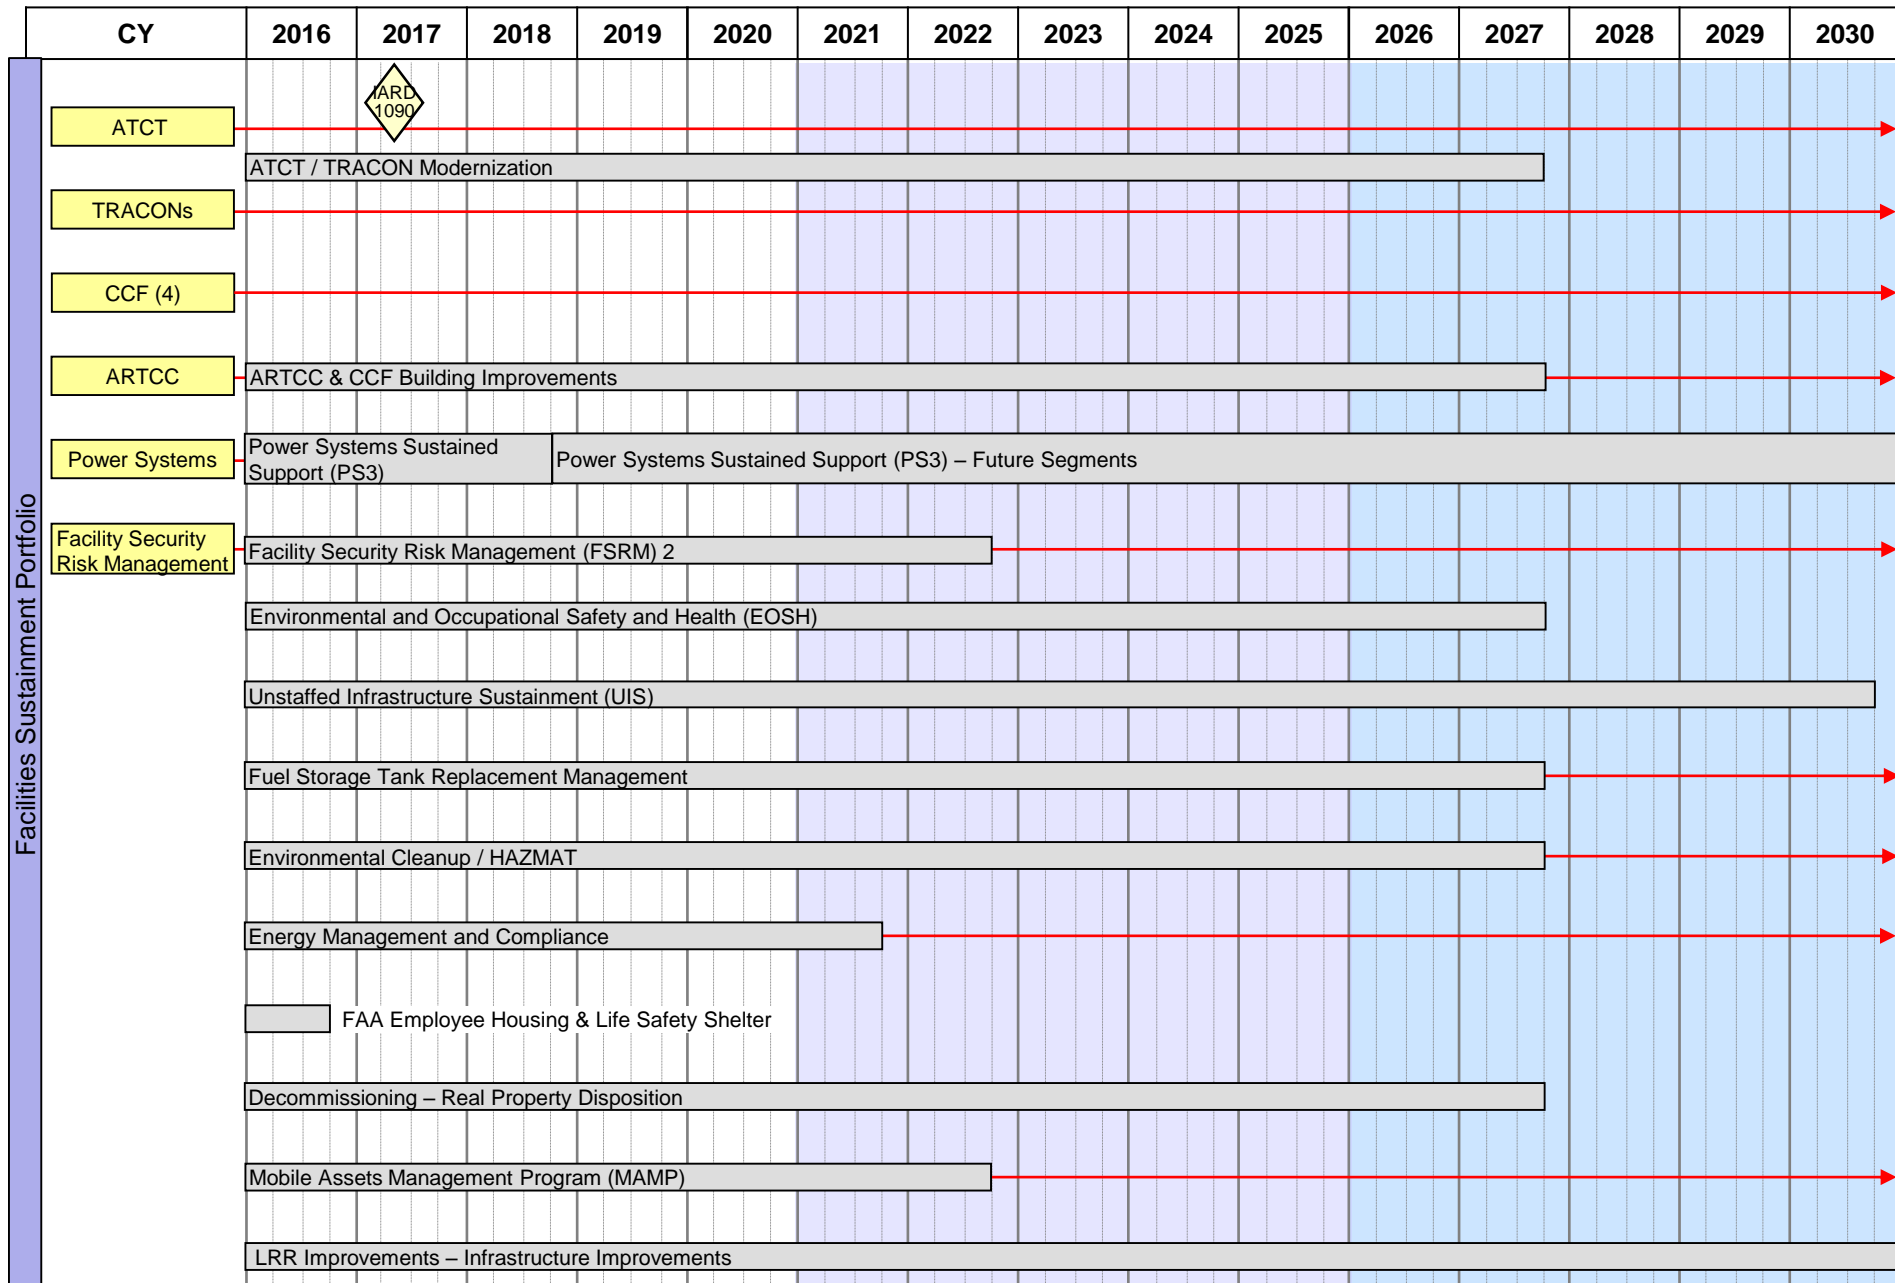 CY 2016 2017 2018 2019 2020 2021 2022 2023 2024 2025 2026 2027 2028 2029 2030
Facilities Sustainment Portfolio
IARD
1090
ATCT
ATCT / TRACON Modernization
TRACONs
CCF (4)
ARTCC
ARTCC & CCF Building Improvements
Power Systems
Power Systems Sustained
Support (PS3)
Power Systems Sustained Support (PS3) – Future Segments
Facility Security
Risk Management
Facility Security Risk Management (FSRM) 2
Environmental and Occupational Safety and Health (EOSH)
Unstaffed Infrastructure Sustainment (UIS)
Fuel Storage Tank Replacement Management
Environmental Cleanup / HAZMAT
Energy Management and Compliance
FAA Employee Housing & Life Safety Shelter
Decommissioning – Real Property Disposition
Mobile Assets Management Program (MAMP)
LRR Improvements – Infrastructure Improvements